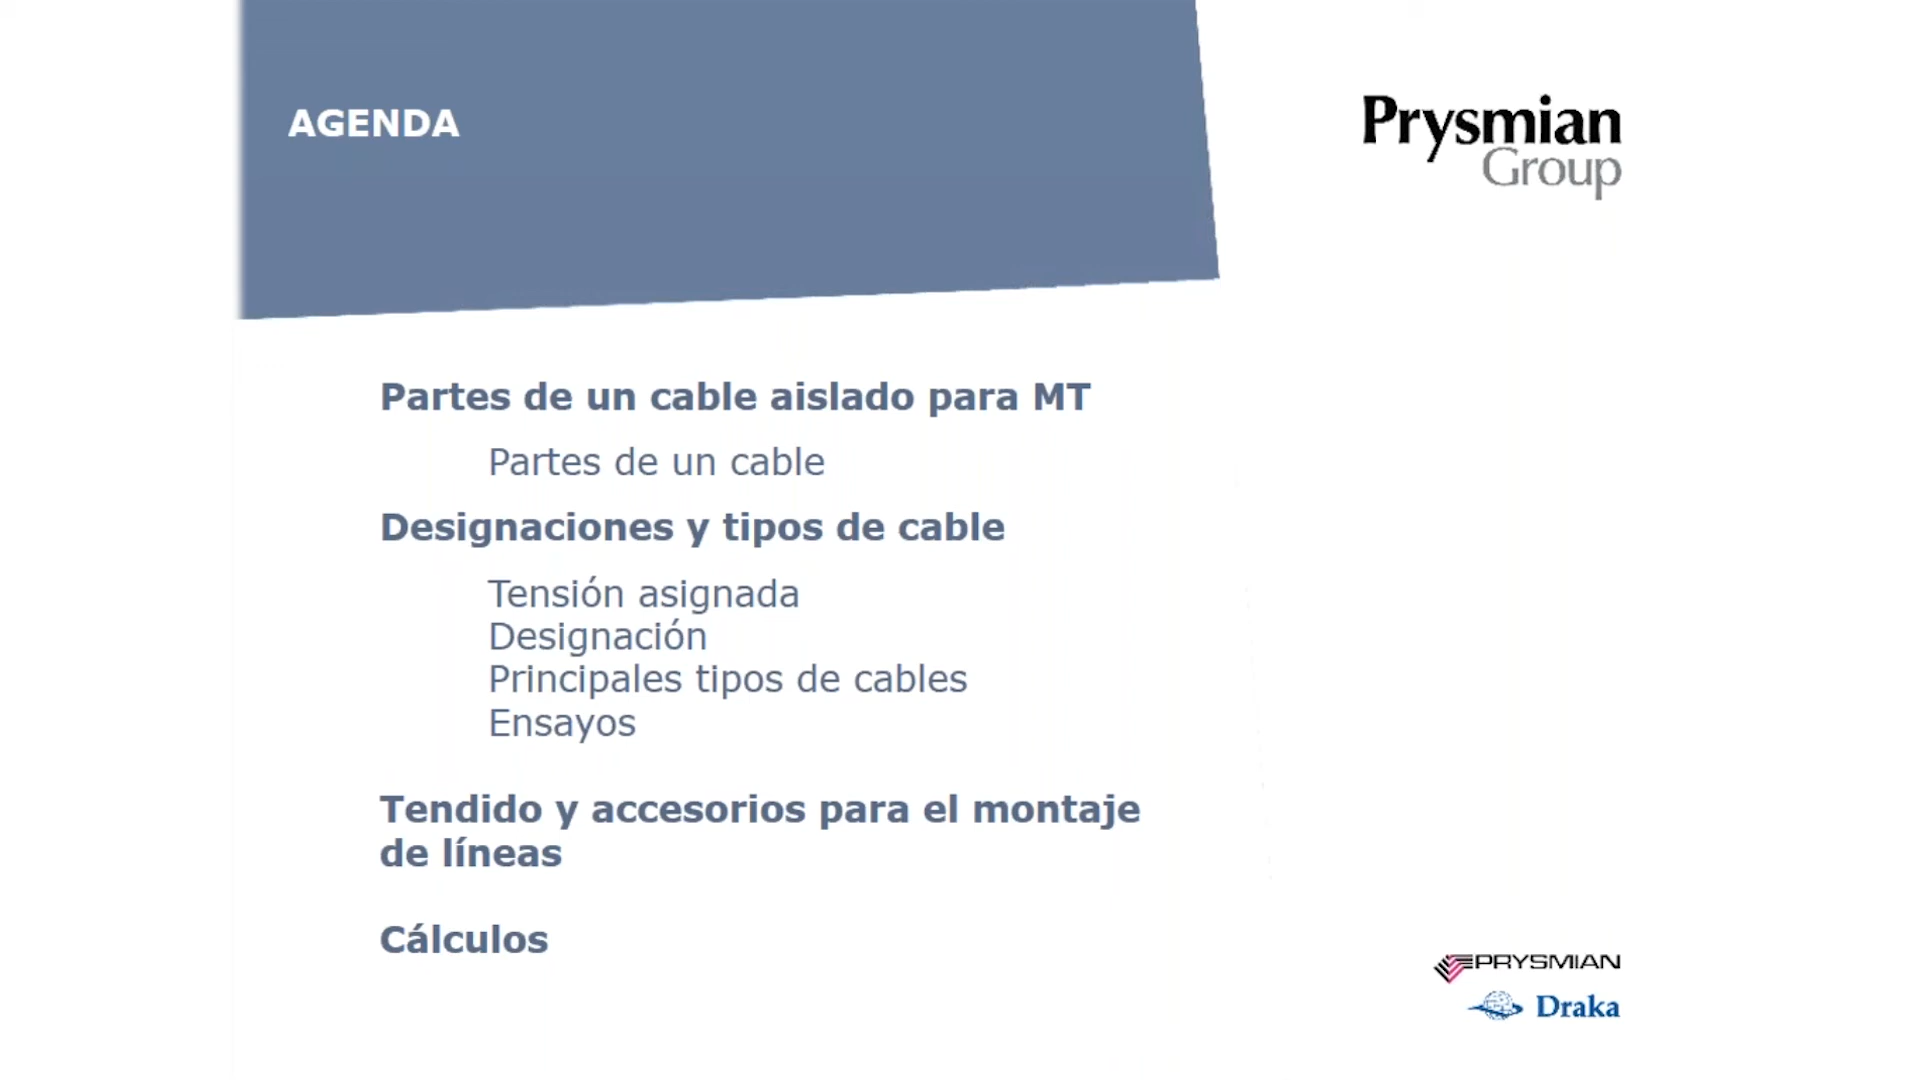 AGENDA
Prysmian
Group
Partes de un cable aislado para MT
Partes de un cable
Designaciones y tipos de cable
Tensión asignada
Designación
Principales tipos de cables
Ensayos
Tendido y accesorios para el montaje
de líneas
Cálculos
PRYSMIAN
Draka